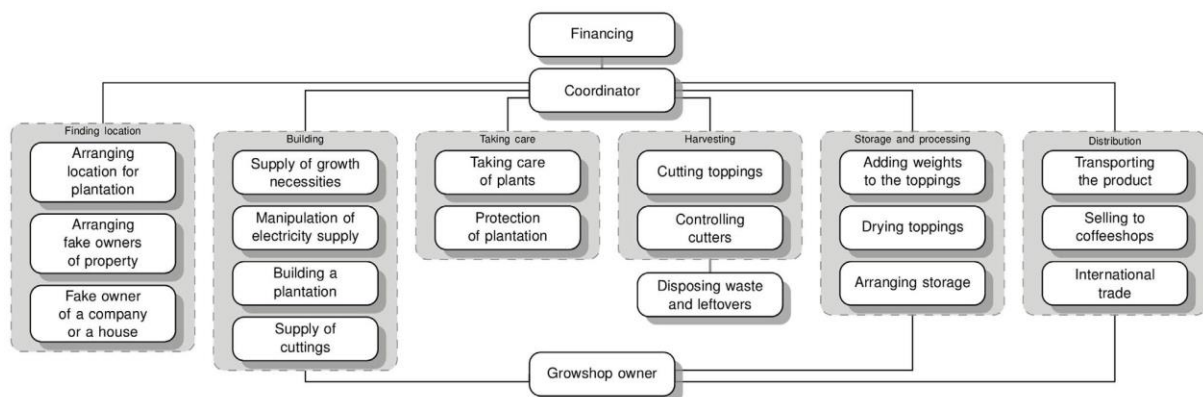 Financing
Coordinator
Finding location
Arranging
location for
plantation
Arranging
fake owners
of property
Fake owner
of a company
or a house
Building
Supply of growth
necessities
Manipulation of
electricity supply
Building a
plantation
Supply of
cuttings
Taking care
Taking care
of plants
Protection
of plantation
Harvesting
Cutting toppings
Controlling
cutters
Disposing waste
and leftovers
Storage and processing
Adding weights
to the toppings
Drying toppings
Arranging storage
Distribution
Transporting
the product
Selling to
coffeeshops
International
trade
Growshop owner